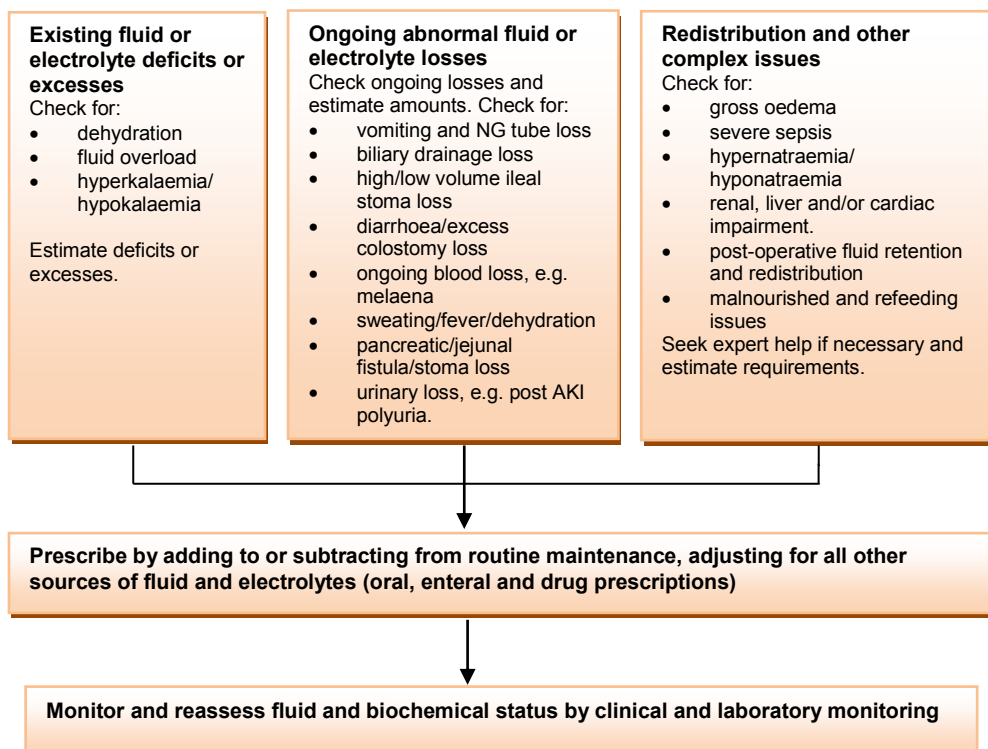 Existing fluid or
electrolyte deficits or
excesses
Check for:
• dehydration
• fluid overload
• hyperkalaemia/
hypokalaemia
Estimate deficits or
excesses.
Ongoing abnormal fluid or
electrolyte losses
Check ongoing losses and
estimate amounts. Check for:
• vomiting and NG tube loss
• biliary drainage loss
• high/low volume ileal
stoma loss
• diarrhoea/excess
colostomy loss
• ongoing blood loss, e.g.
melaena
• sweating/fever/dehydration
• pancreatic/jejunal
fistula/stoma loss
• urinary loss, e.g. post AKI
polyuria.
Redistribution and other
complex issues
Check for:
• gross oedema
• severe sepsis
• hypernatraemia/
hyponatraemia
• renal, liver and/or cardiac
impairment.
• post-operative fluid retention
and redistribution
• malnourished and refeeding
issues
Seek expert help if necessary and
estimate requirements.
Prescribe by adding to or subtracting from routine maintenance, adjusting for all other
sources of fluid and electrolytes (oral, enteral and drug prescriptions)
Monitor and reassess fluid and biochemical status by clinical and laboratory monitoring